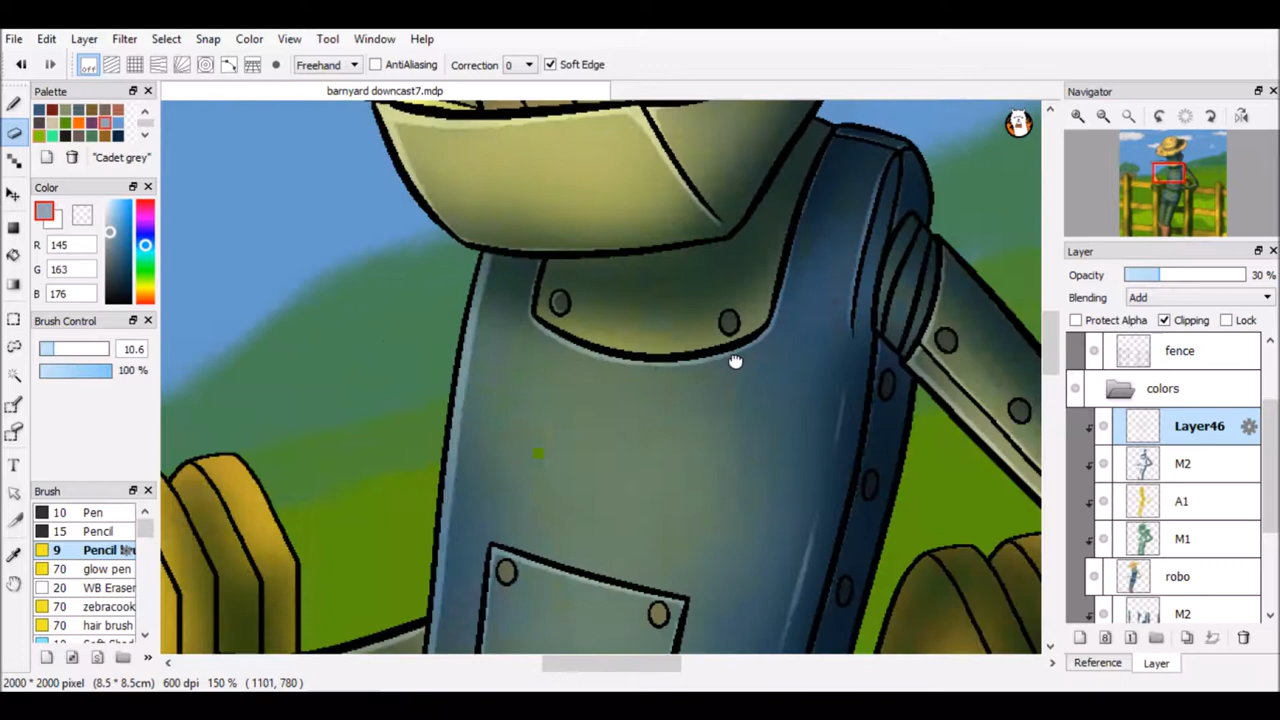 File Edit Layer Filter Select Snap Color View Tool Window Help
off Freehand AntiAliasing Correction 0 Soft Edge
Palette
barnyard downcast7.mdp
Navigator
"Cadet grey"
Color
R 145
G 163
B 176
Layer
Opacity 30 %
Blending Add
Protect Alpha Clipping Lock
Brush Control
10.6
100 %
fence
colors
Layer46
M2
A1
M1
robo
M2
Brush
10 Pen
15 Pencil
9 Pencil
70 glow pen
20 WB Eraser
70 zebracook
70 hair brush
Reference Layer
2000 * 2000 pixel (8.5 * 8.5cm) 600 dpi 150 % ( 1101, 780 )